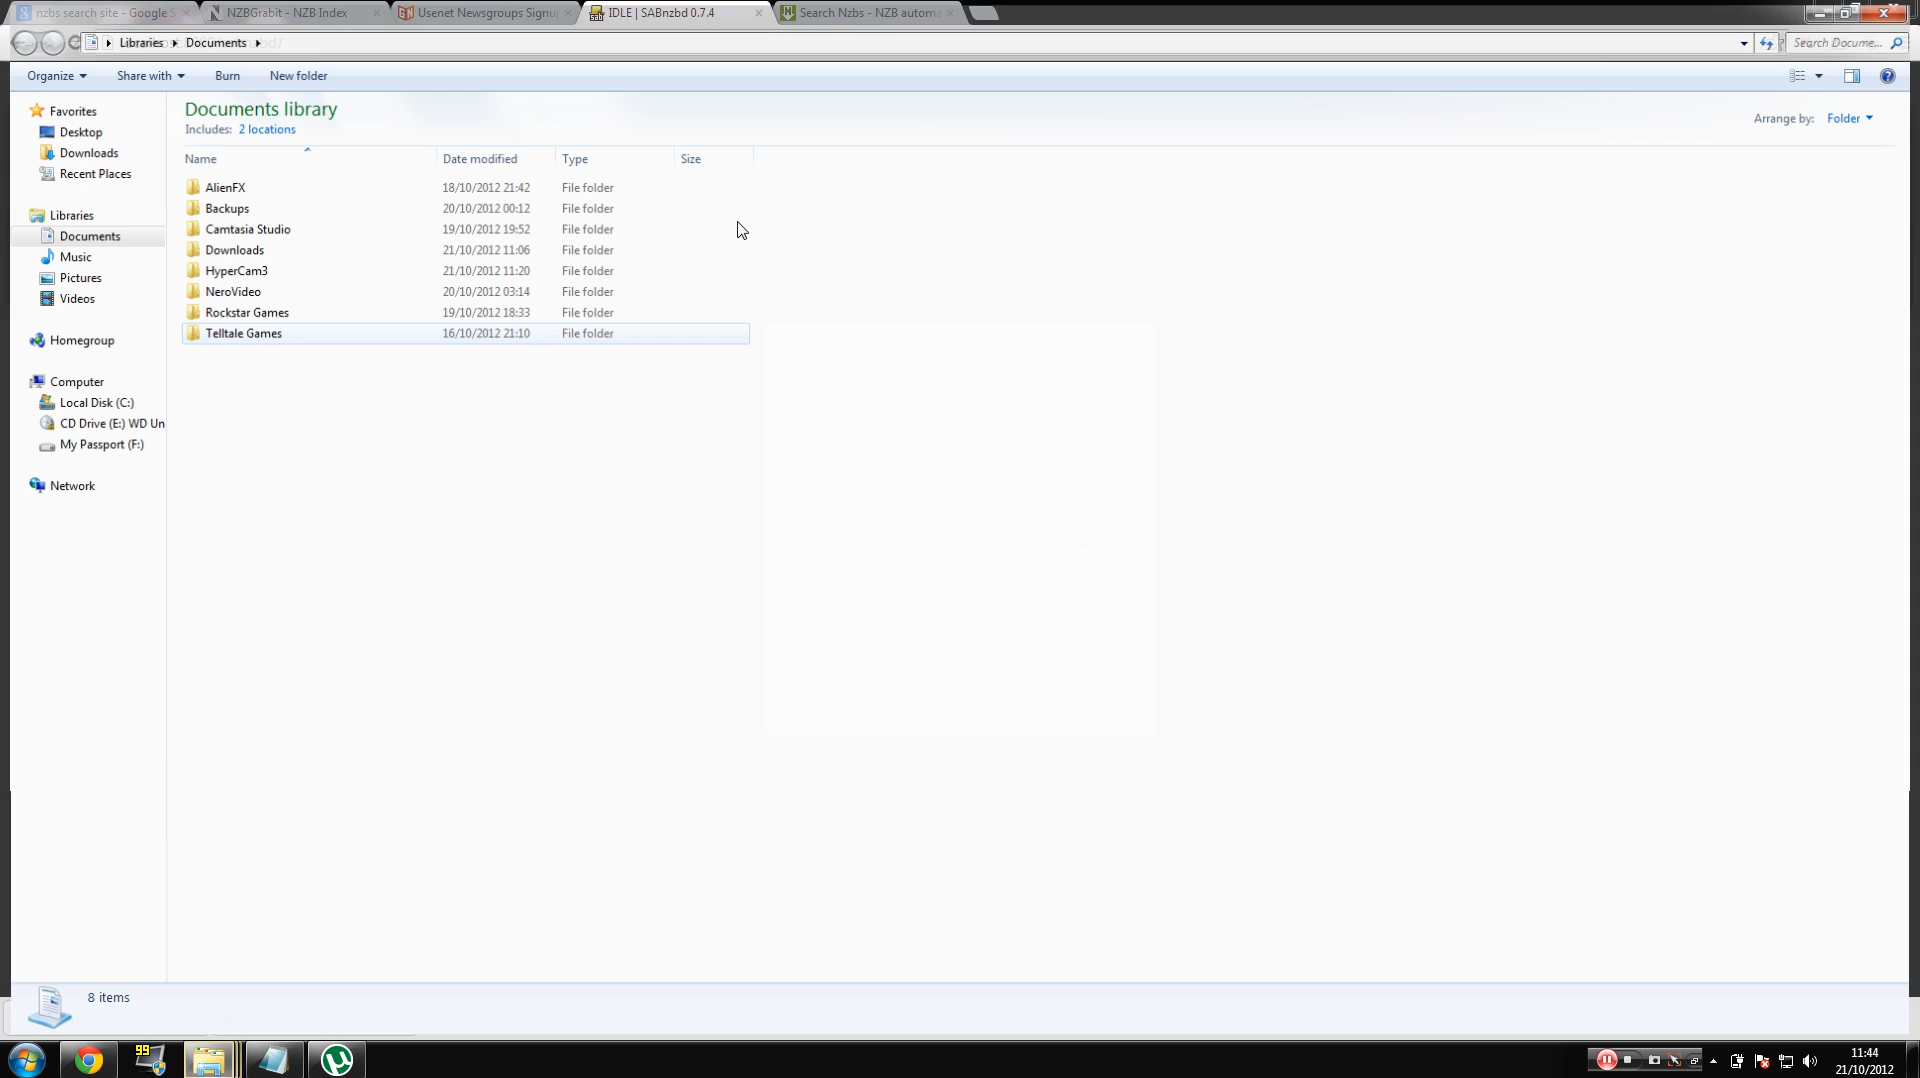 nzbs search site - Google S
NZBGrabit - NZB Index
Usenet Newsgroups Signup
IDLE | SABnzbd 0.7.4
Search Nzbs - NZB automa
Libraries
Documents
Search Docume...
Organize
Share with
Burn
New folder
Favorites
Desktop
Downloads
Recent Places
Libraries
Documents
Music
Pictures
Videos
Homegroup
Computer
Local Disk (C:)
CD Drive (E:) WD Un
My Passport (F:)
Network
Documents library
Includes: 2 locations
Arrange by: Folder
Name Date modified Type Size
AlienFX 18/10/2012 21:42 File folder
Backups 20/10/2012 00:12 File folder
Camtasia Studio 19/10/2012 19:52 File folder
Downloads 21/10/2012 11:06 File folder
HyperCam3 21/10/2012 11:20 File folder
NeroVideo 20/10/2012 03:14 File folder
Rockstar Games 19/10/2012 18:33 File folder
Telltale Games 16/10/2012 21:10 File folder
8 items
99
11:44
21/10/2012